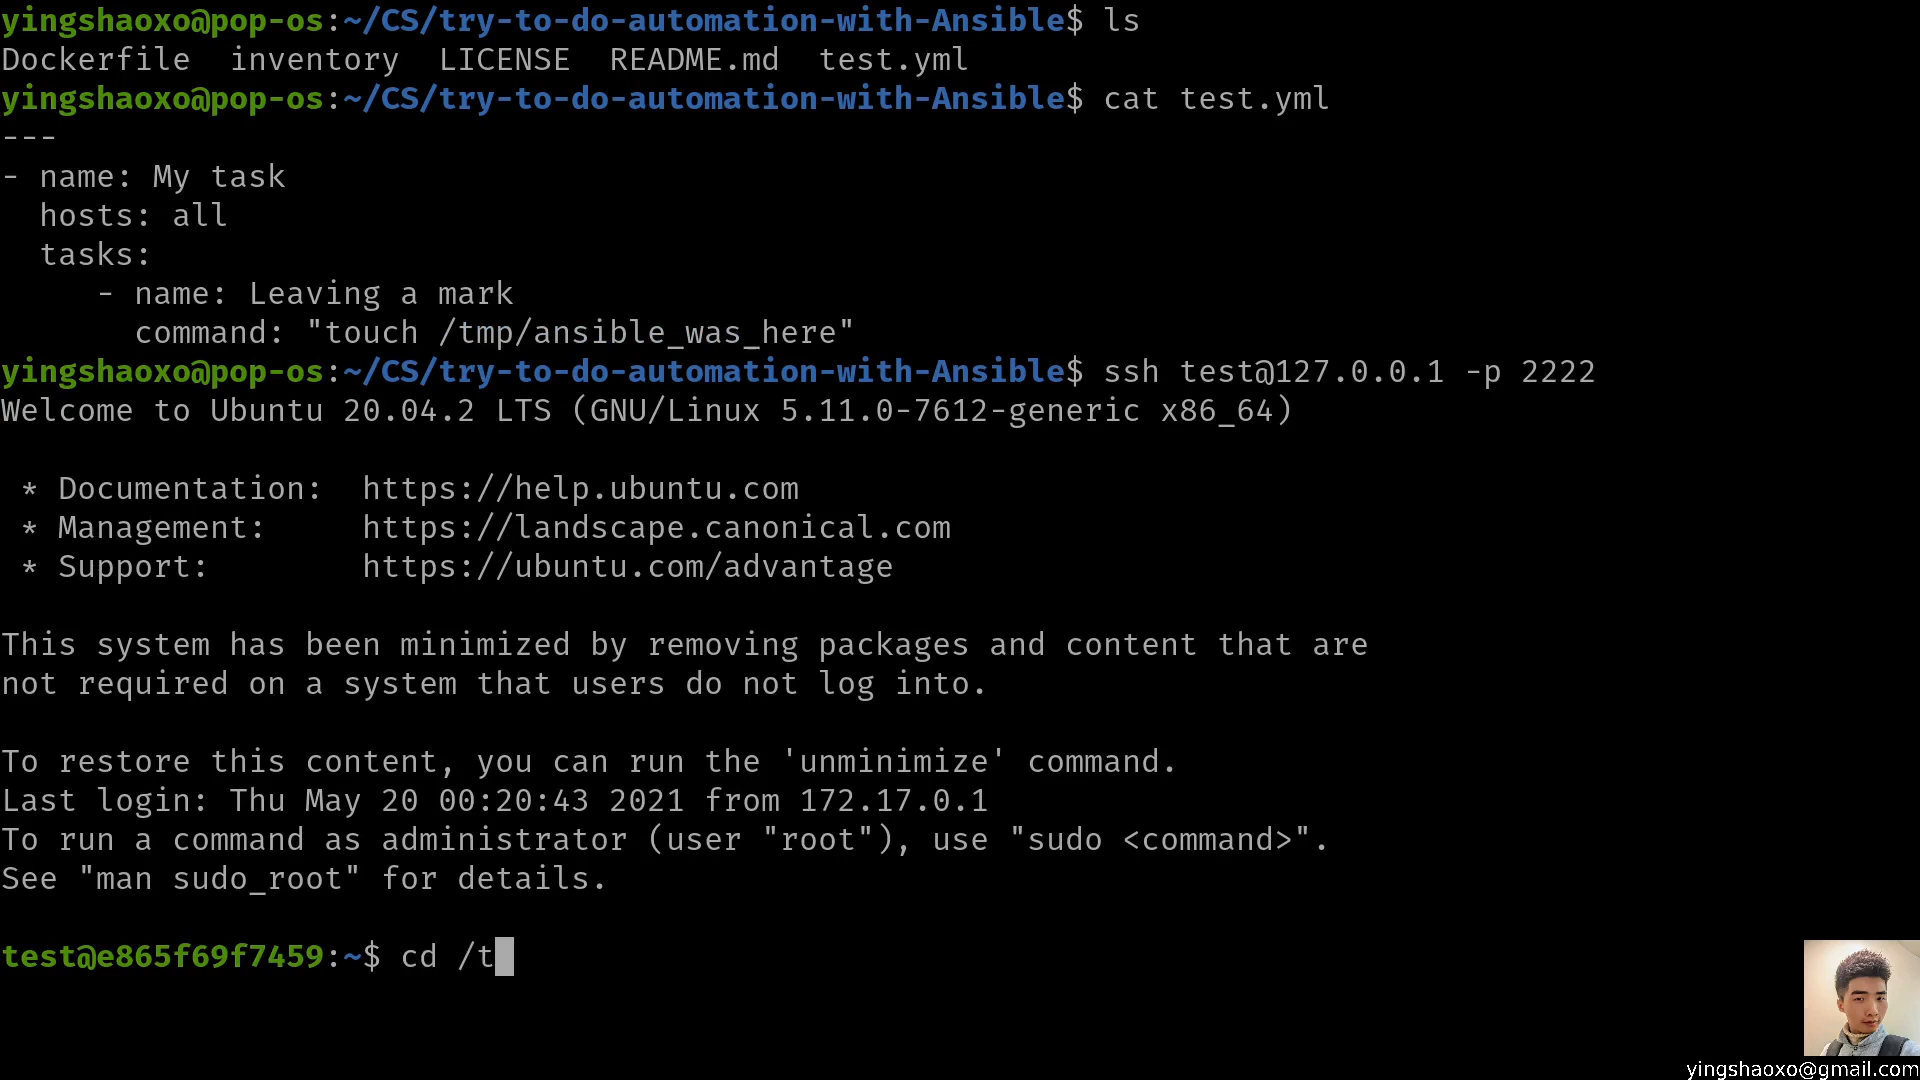 yingshaoxo@pop-os:~/CS/try-to-do-automation-with-Ansible$ ls
Dockerfile  inventory  LICENSE  README.md  test.yml
yingshaoxo@pop-os:~/CS/try-to-do-automation-with-Ansible$ cat test.yml
---
- name: My task
  hosts: all
  tasks:
     - name: Leaving a mark
       command: "touch /tmp/ansible_was_here"
yingshaoxo@pop-os:~/CS/try-to-do-automation-with-Ansible$ ssh test@127.0.0.1 -p 2222
Welcome to Ubuntu 20.04.2 LTS (GNU/Linux 5.11.0-7612-generic x86_64)

 * Documentation:  https://help.ubuntu.com
 * Management:     https://landscape.canonical.com
 * Support:        https://ubuntu.com/advantage

This system has been minimized by removing packages and content that are
not required on a system that users do not log into.

To restore this content, you can run the 'unminimize' command.
Last login: Thu May 20 00:20:43 2021 from 172.17.0.1
To run a command as administrator (user "root"), use "sudo <command>".
See "man sudo_root" for details.

test@e865f69f7459:~$ cd /t
yingshaoxo@gmail.com